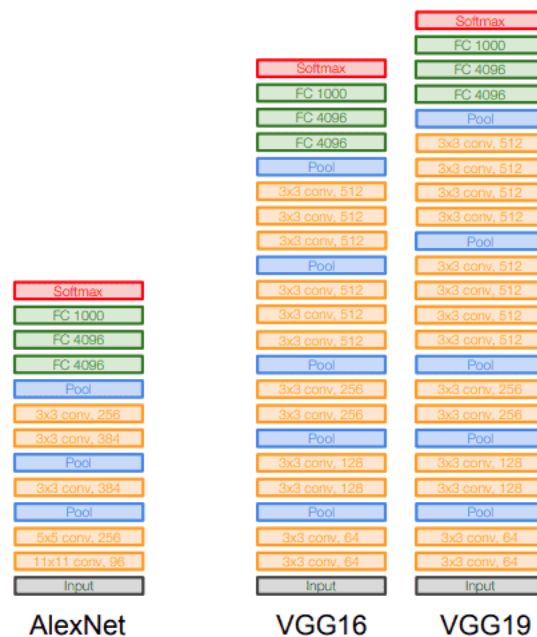 Softmax
FC 1000
FC 4096
FC 4096
Pool
3x3 conv, 256
3x3 conv, 384
Pool
3x3 conv, 384
Pool
5x5 conv, 256
11x11 conv, 96
Input
AlexNet
Softmax
FC 1000
FC 4096
FC 4096
Pool
3x3 conv, 512
3x3 conv, 512
3x3 conv, 512
Pool
3x3 conv, 512
3x3 conv, 512
3x3 conv, 512
Pool
3x3 conv, 256
3x3 conv, 256
Pool
3x3 conv, 128
3x3 conv, 128
Pool
3x3 conv, 64
3x3 conv, 64
Input
VGG16
Softmax
FC 1000
FC 4096
FC 4096
Pool
3x3 conv, 512
3x3 conv, 512
3x3 conv, 512
3x3 conv, 512
Pool
3x3 conv, 512
3x3 conv, 512
3x3 conv, 512
3x3 conv, 512
Pool
3x3 conv, 256
3x3 conv, 256
Pool
3x3 conv, 128
3x3 conv, 128
Pool
3x3 conv, 64
3x3 conv, 64
Input
VGG19